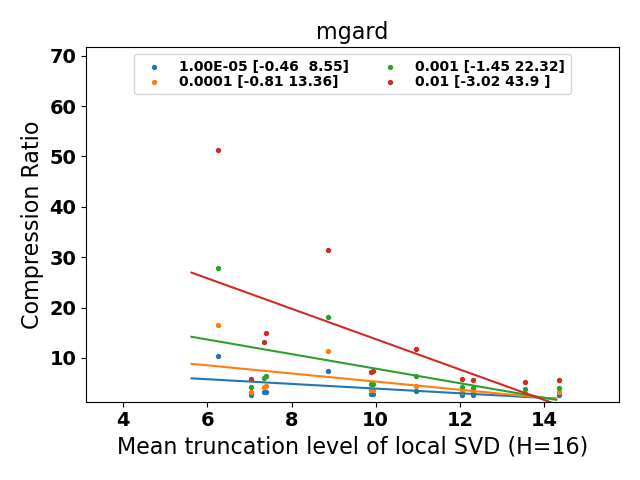 mgard
1.00E-05 [-0.46  8.55]
0.0001 [-0.81 13.36]
0.001 [-1.45 22.32]
0.01 [-3.02 43.9 ]
Compression Ratio
70
60
50
40
30
20
10
4 6 8 10 12 14
Mean truncation level of local SVD (H=16)